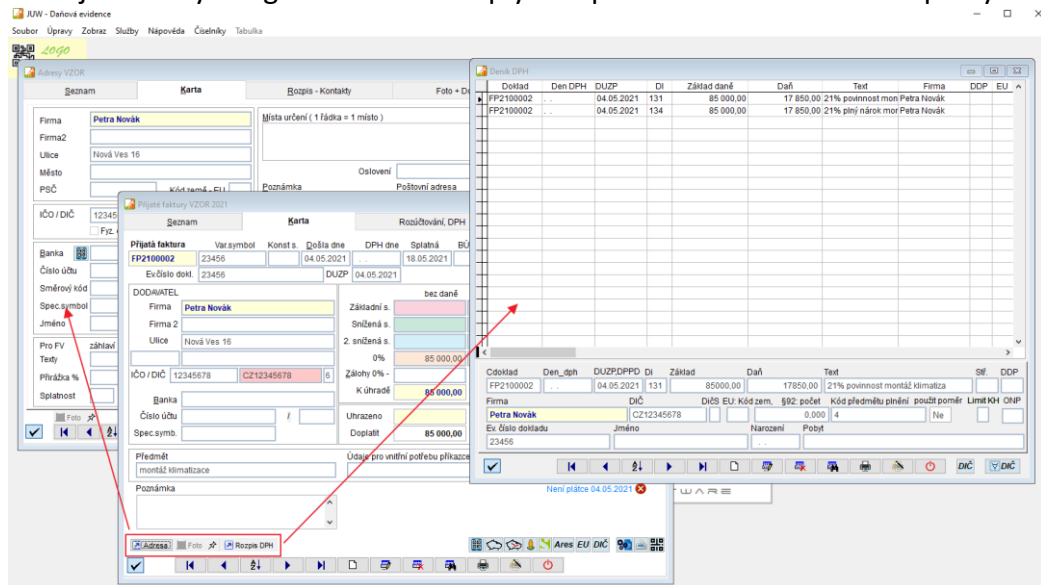 JUW - Daňová evidence
Soubor Úpravy Zobraz Služby Nápověda Číselníky Tabulka
LOGO
Adresy VZOR
Seznam Karta Rozpis - Kontakty
Firma Petra Novák
Firma2
Ulice Nová Ves 16
Město
PSČ
Místa určení ( 1 řádka = 1 místo )
Oslovení
Poznámka Poštovní adresa
IČO / DIČ 12345
Banka
Číslo účtu
Směrový kód
Spec.symbol
Jméno
Pro FV záhlaví
Texty
Přirážka %
Splatnost
Foto
Přijaté faktury VZOR 2021
Seznam Karta Rozúčtování, DPH
Přijatá faktura Var.symbol Konst s. Došla dne DPH dne Splatná
FP2100002 23456 04.05.2021 . . 18.05.2021
Ev.číslo dokl. 23456 DUZP 04.05.2021
DODAVATEL bez daně
Firma Petra Novák Základní s.
Firma 2 Snížená s.
Ulice Nová Ves 16 2. snížená s.
0% 85 000,00
IČO / DIČ 12345678 CZ12345678 6 Zálohy 0% -
K úhradě 85 000,00
Banka
Číslo účtu / Uhrazeno
Spec.symb. Doplatit 85 000,00
Předmět Údaje pro vnitřní potřebu příkazce
montáž klimatizace
Poznámka Není plátce 04.05.2021
Adresa Foto Rozpis DPH
Ares EU DIČ
Deník DPH
Doklad Den DPH DUZP DI Základ daně Daň Text Firma DDP EU
FP2100002 . . 04.05.2021 131 85 000,00 17 850,00 21% povinnost mon Petra Novák
FP2100002 . . 04.05.2021 134 85 000,00 17 850,00 21% plný nárok mor Petra Novák
Cdoklad Den_dph DUZP,DPPD DI Základ Daň Text Stř. DDP
FP2100002 . . 04.05.2021 131 85000,00 17850,00 21% povinnost montáž klimatiza
Firma DIČ DičS EU: Kód zem. §92: počet Kód předmětu plnění použít poměr Limit KH ONP
Petra Novák CZ12345678 0,000 4 Ne
Ev. číslo dokladu Jméno Narození Pobyt
23456 . .
DIČ DIČ